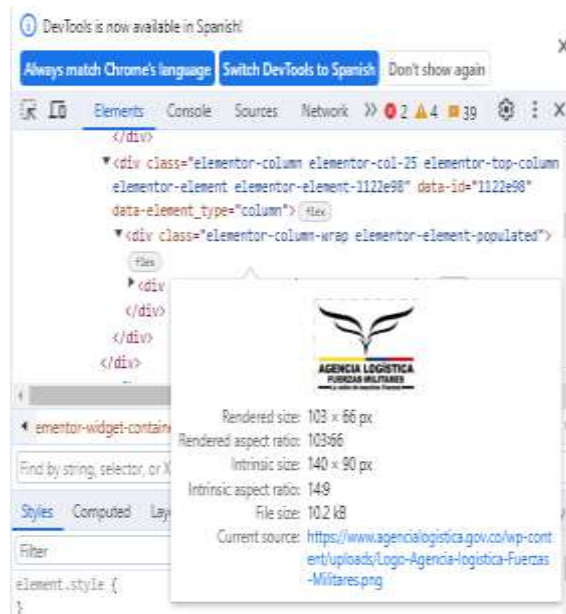 DevTools is now available in Spanish!
Always match Chrome's language Switch DevTools to Spanish Don't show again
Elements Console Sources Network 2 4 39
</div>
<div class="elementor-column elementor-col-25 elementor-top-column
elementor-element elementor-element-1122e98" data-id="1122e98"
data-element_type="column"> flex
<div class="elementor-column-wrap elementor-element-populated">
flex
<div
</div>
</div>
</div>
AGENCIA LOGÍSTICA
FUERZAS MILITARES
Rendered size: 103 × 66 px
Rendered aspect ratio: 103∶66
Intrinsic size: 140 × 90 px
Intrinsic aspect ratio: 14∶9
File size: 10.2 kB
Current source: https://www.agencialogistica.gov.co/wp-cont
ent/uploads/Logo-Agencia-logistica-Fuerzas
-Militares.png
ementor-widget-contain
Find by string, selector, or X
Styles Computed Lay
Filter
element.style {
}